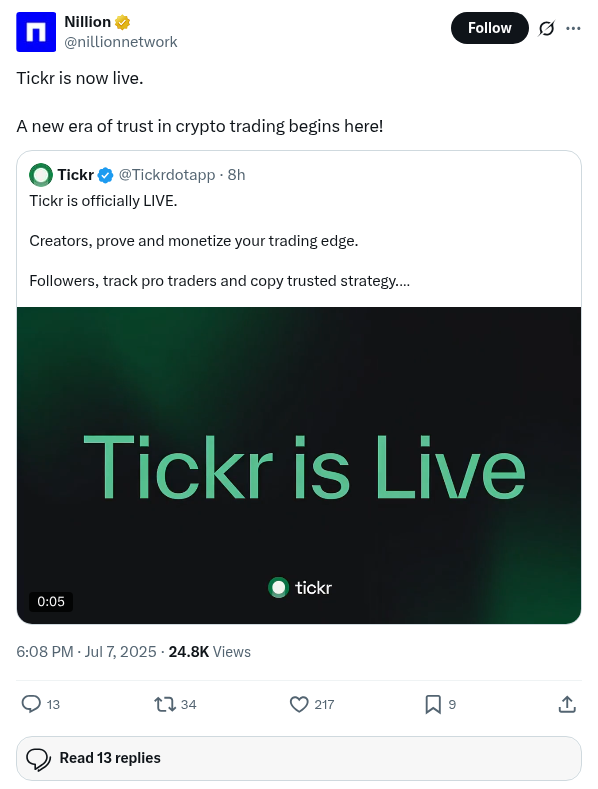 Nillion
@nillionnetwork
Follow
Tickr is now live.
A new era of trust in crypto trading begins here!
Tickr @Tickrdotapp · 8h
Tickr is officially LIVE.
Creators, prove and monetize your trading edge.
Followers, track pro traders and copy trusted strategy....
Tickr is Live
tickr
0:05
6:08 PM · Jul 7, 2025 · 24.8K Views
13 34 217 9
Read 13 replies